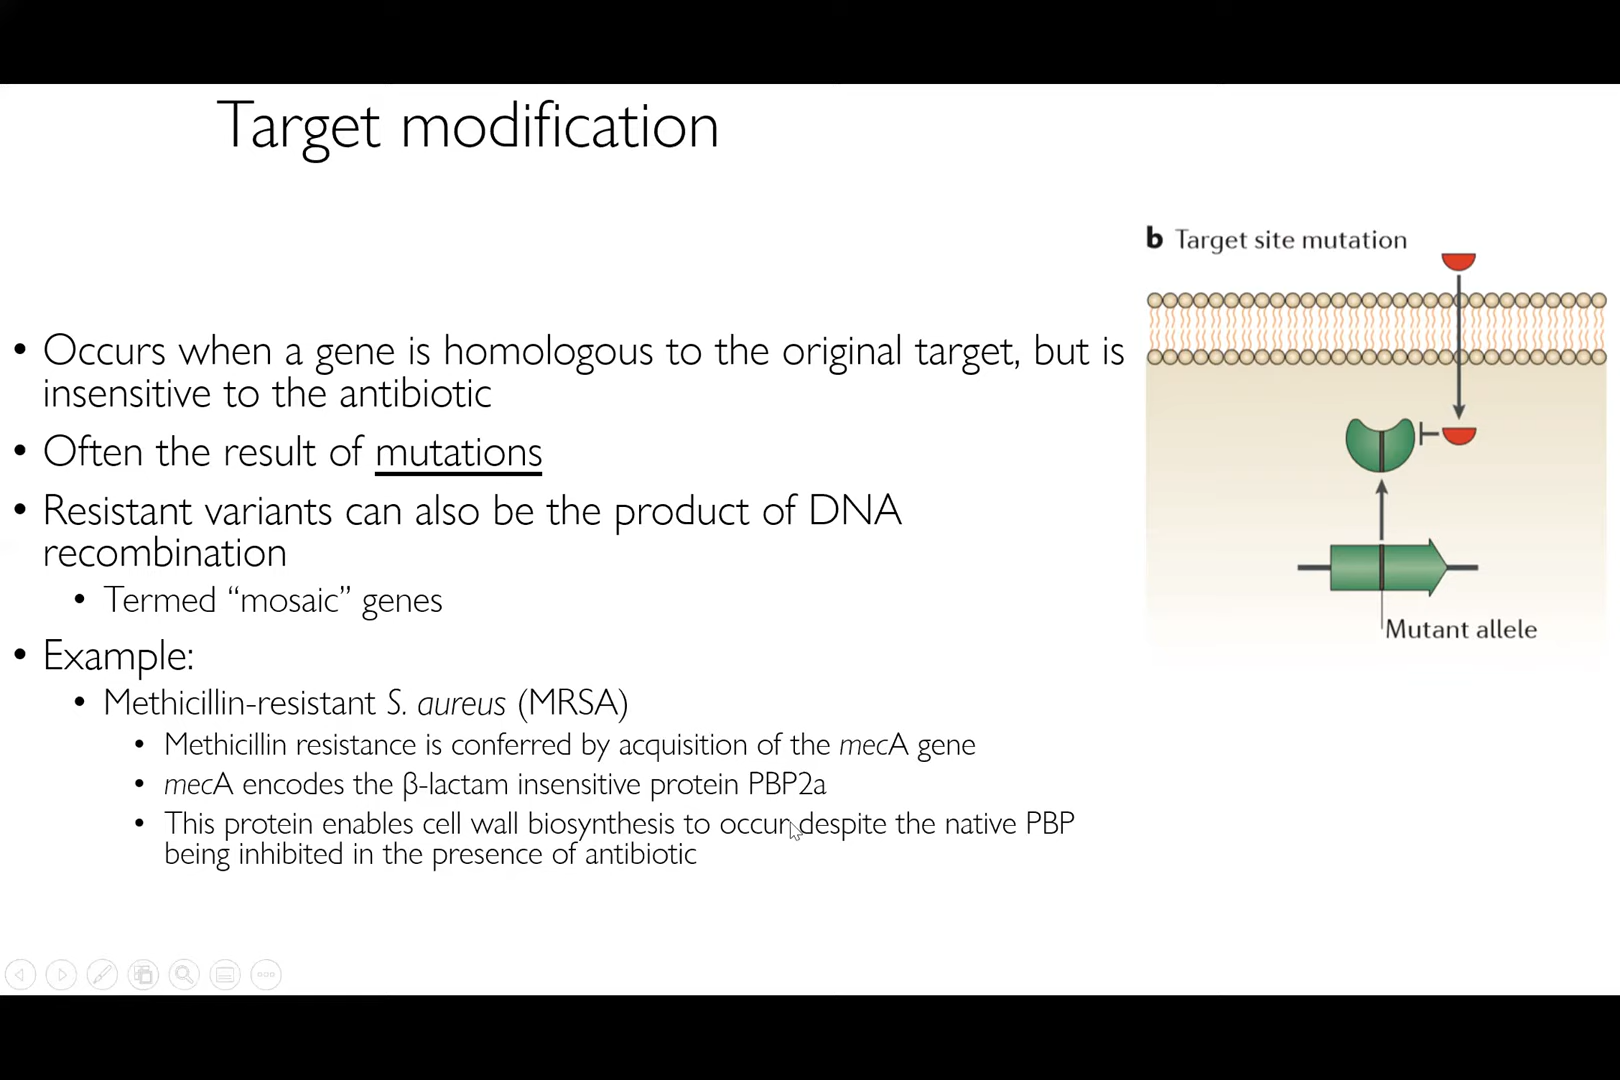 Target modification
b Target site mutation
• Occurs when a gene is homologous to the original target, but is
insensitive to the antibiotic
• Often the result of mutations
• Resistant variants can also be the product of DNA
recombination
• Termed “mosaic” genes
Mutant allele
• Example:
• Methicillin-resistant S. aureus (MRSA)
• Methicillin resistance is conferred by acquisition of the mecA gene
• mecA encodes the β-lactam insensitive protein PBP2a
• This protein enables cell wall biosynthesis to occur despite the native PBP
being inhibited in the presence of antibiotic